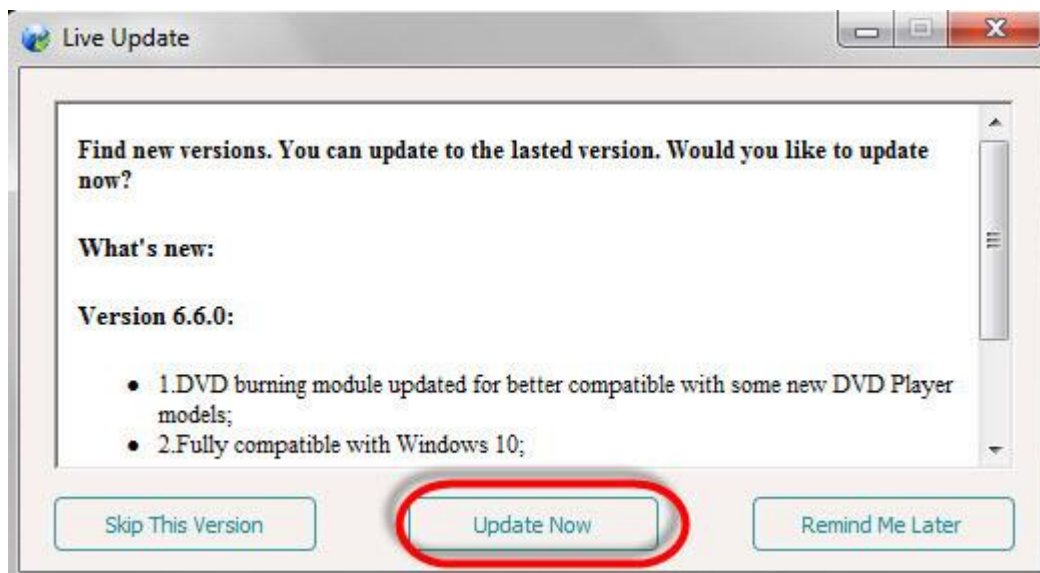 Live Update
Find new versions. You can update to the lasted version. Would you like to update
now?
What's new:
Version 6.6.0:
● 1.DVD burning module updated for better compatible with some new DVD Player
models;
● 2.Fully compatible with Windows 10;
Skip This Version
Update Now
Remind Me Later